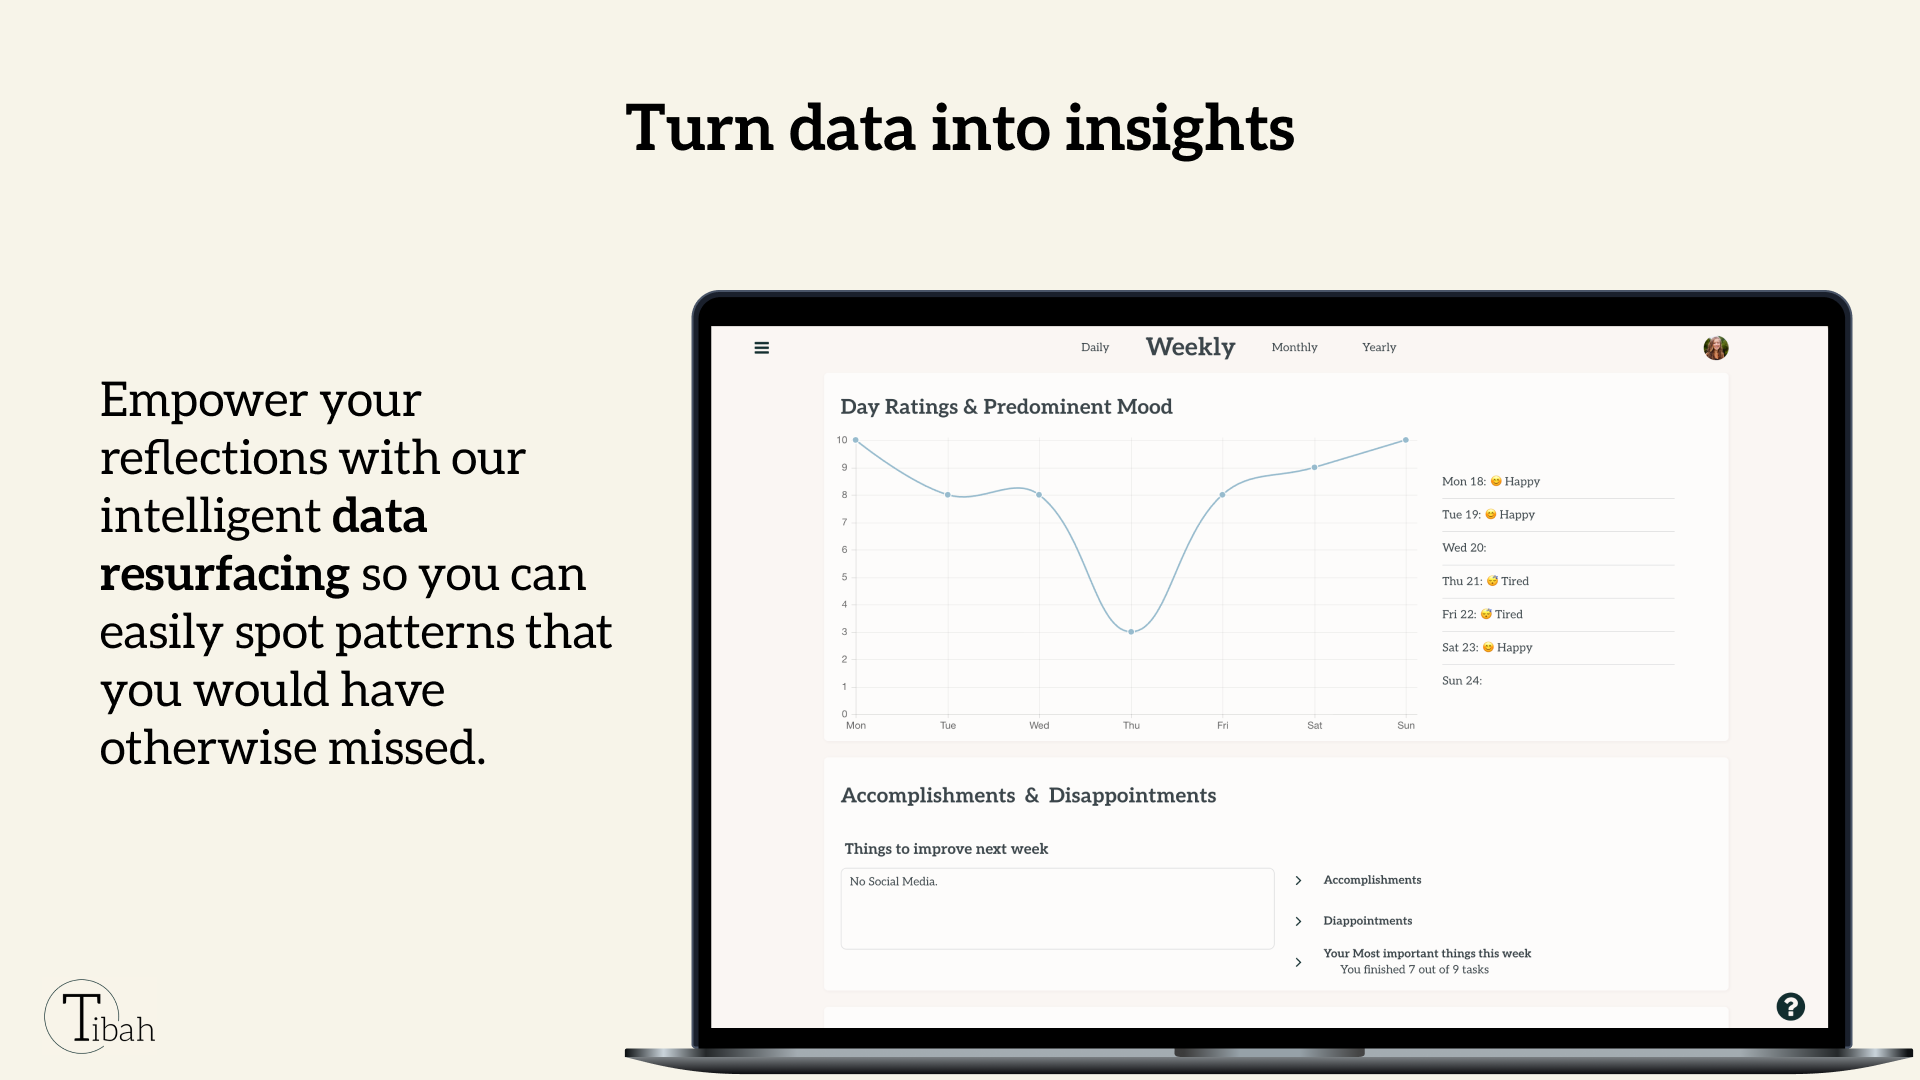 Turn data into insights
Empower your
reflections with our
intelligent data
resurfacing so you can
easily spot patterns that
you would have
otherwise missed.
Daily Weekly Monthly Yearly
Day Ratings & Predominent Mood
10
9
8
7
6
5
4
3
2
1
0
Mon Tue Wed Thu Fri Sat Sun
Mon 18: 😊 Happy
Tue 19: 😊 Happy
Wed 20:
Thu 21: 😴 Tired
Fri 22: 😴 Tired
Sat 23: 😊 Happy
Sun 24:
Accomplishments & Disappointments
Things to improve next week
No Social Media.
Accomplishments
Diappointments
Your Most important things this week
You finished 7 out of 9 tasks
?
Tibah